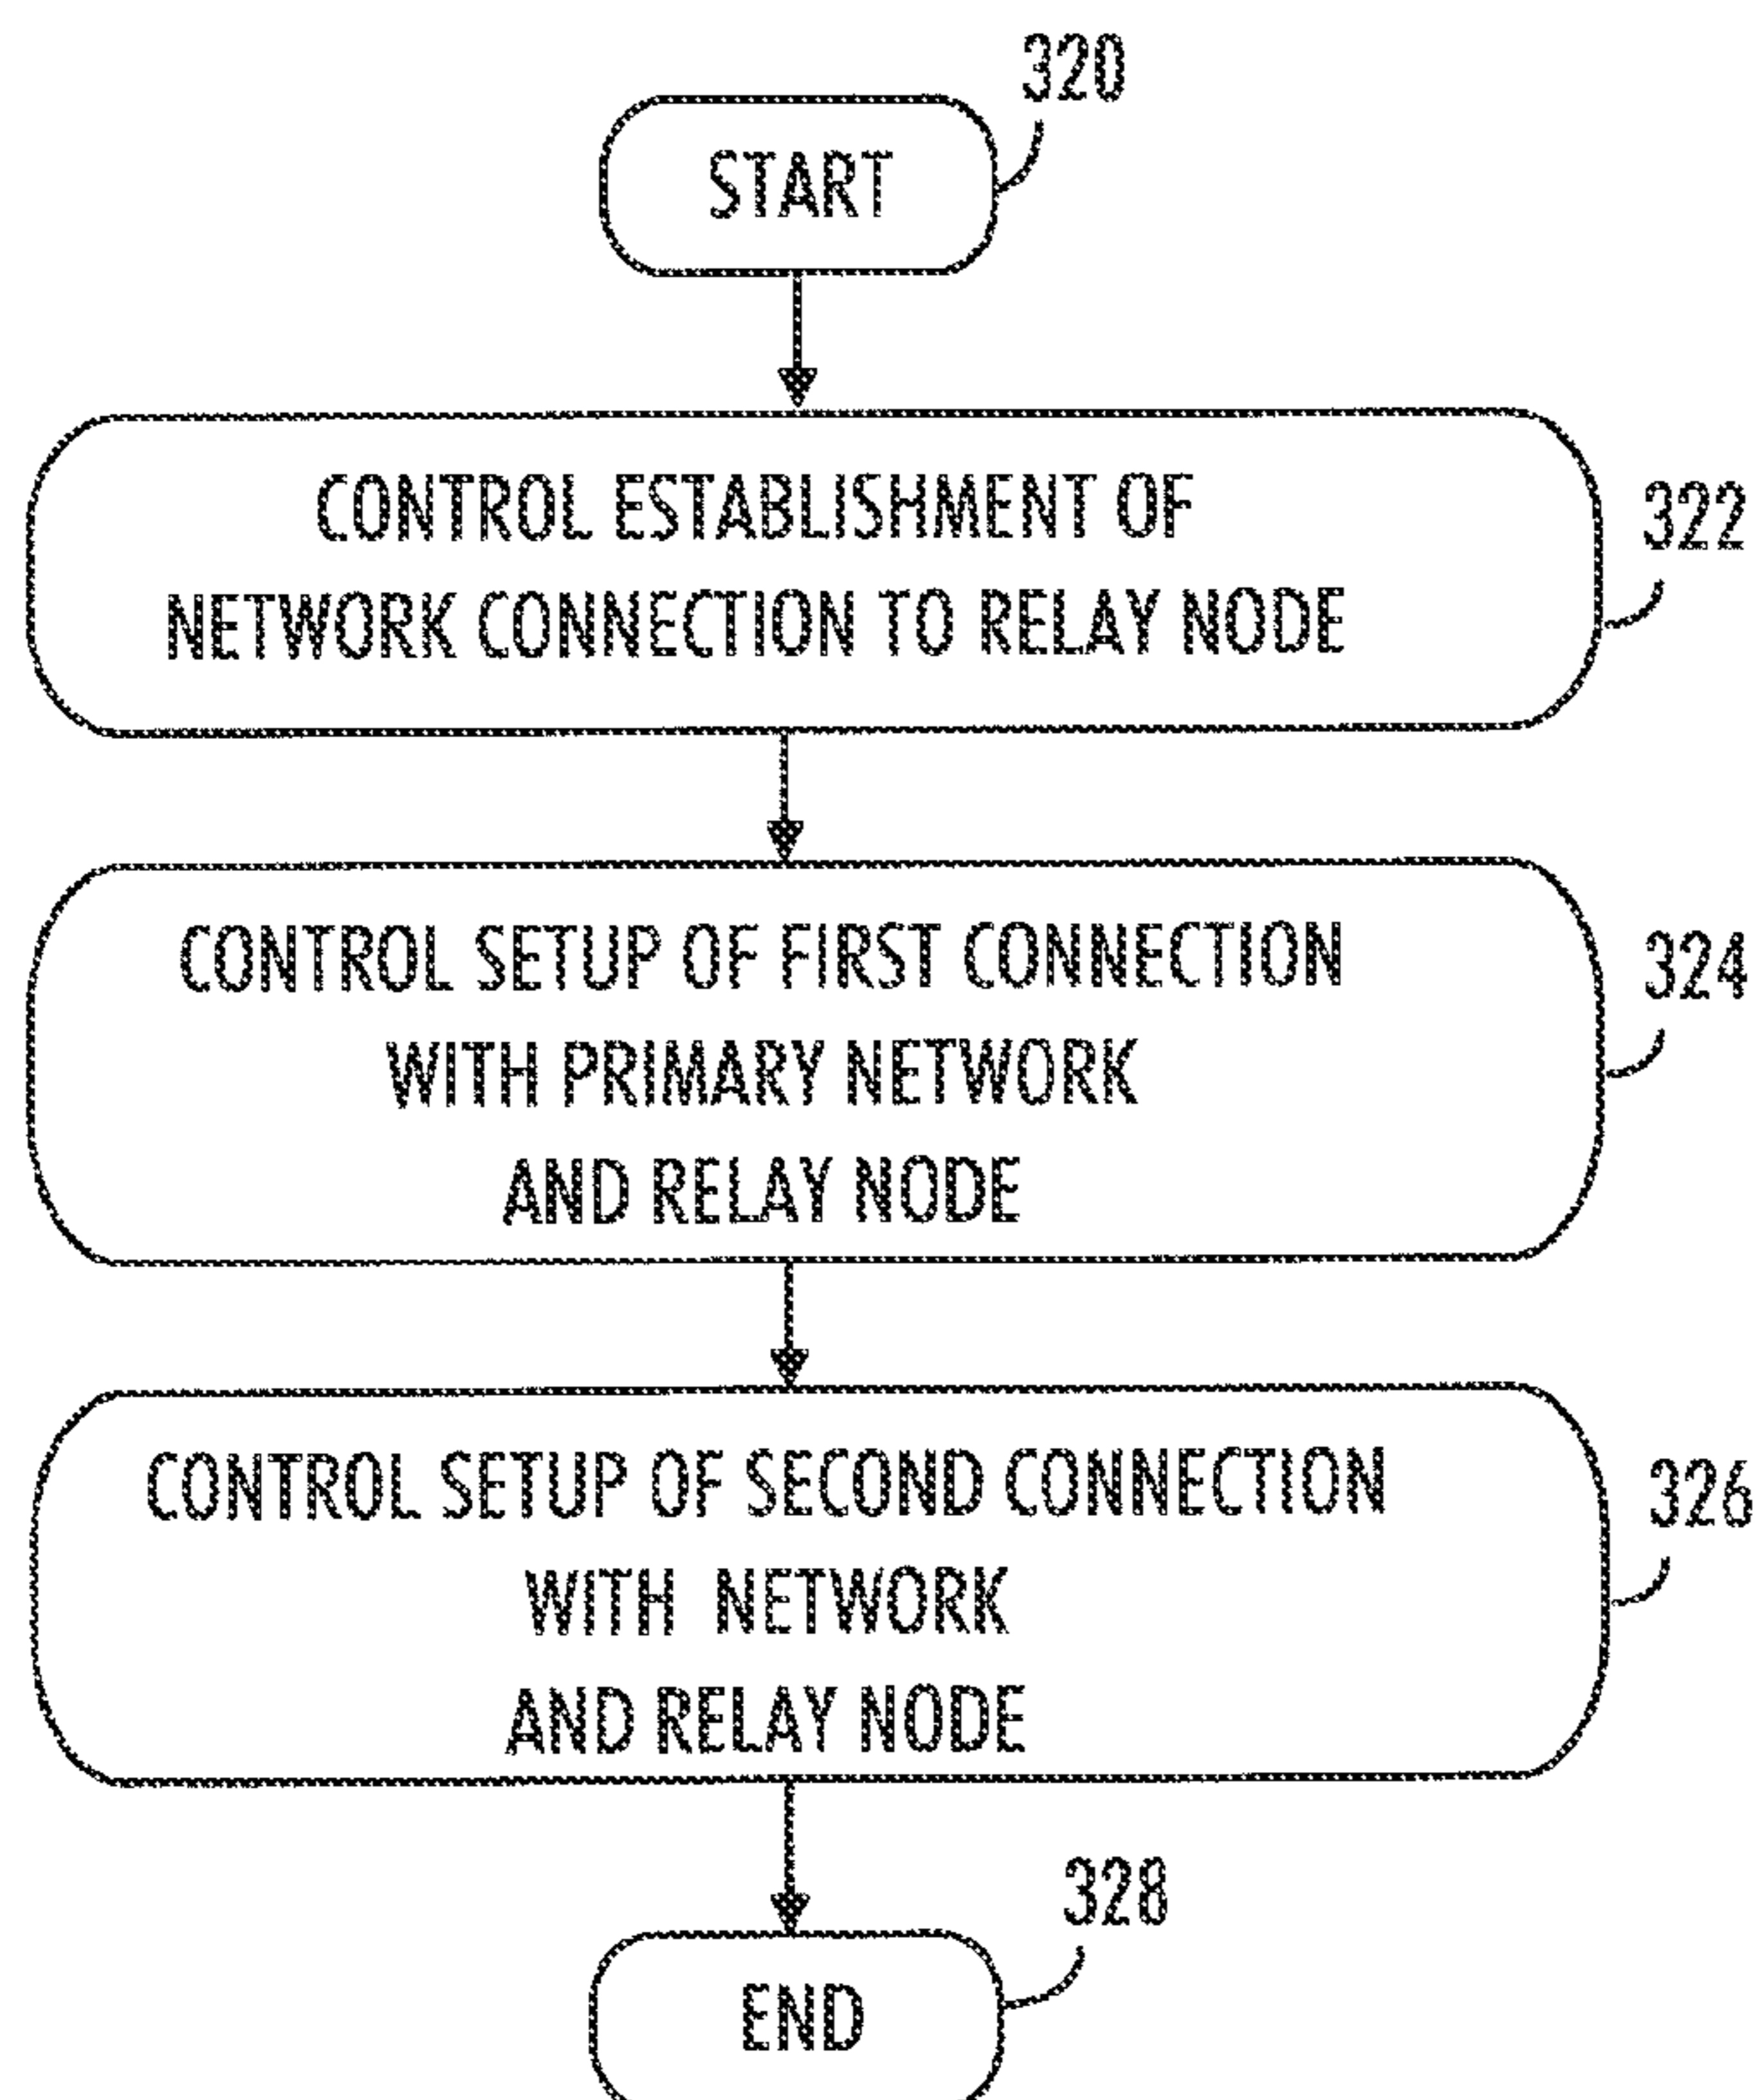 320
START
CONTROL ESTABLISHMENT OF
NETWORK CONNECTION TO RELAY NODE
322
CONTROL SETUP OF FIRST CONNECTION
WITH PRIMARY NETWORK
AND RELAY NODE
324
CONTROL SETUP OF SECOND CONNECTION
WITH NETWORK
AND RELAY NODE
326
328
END